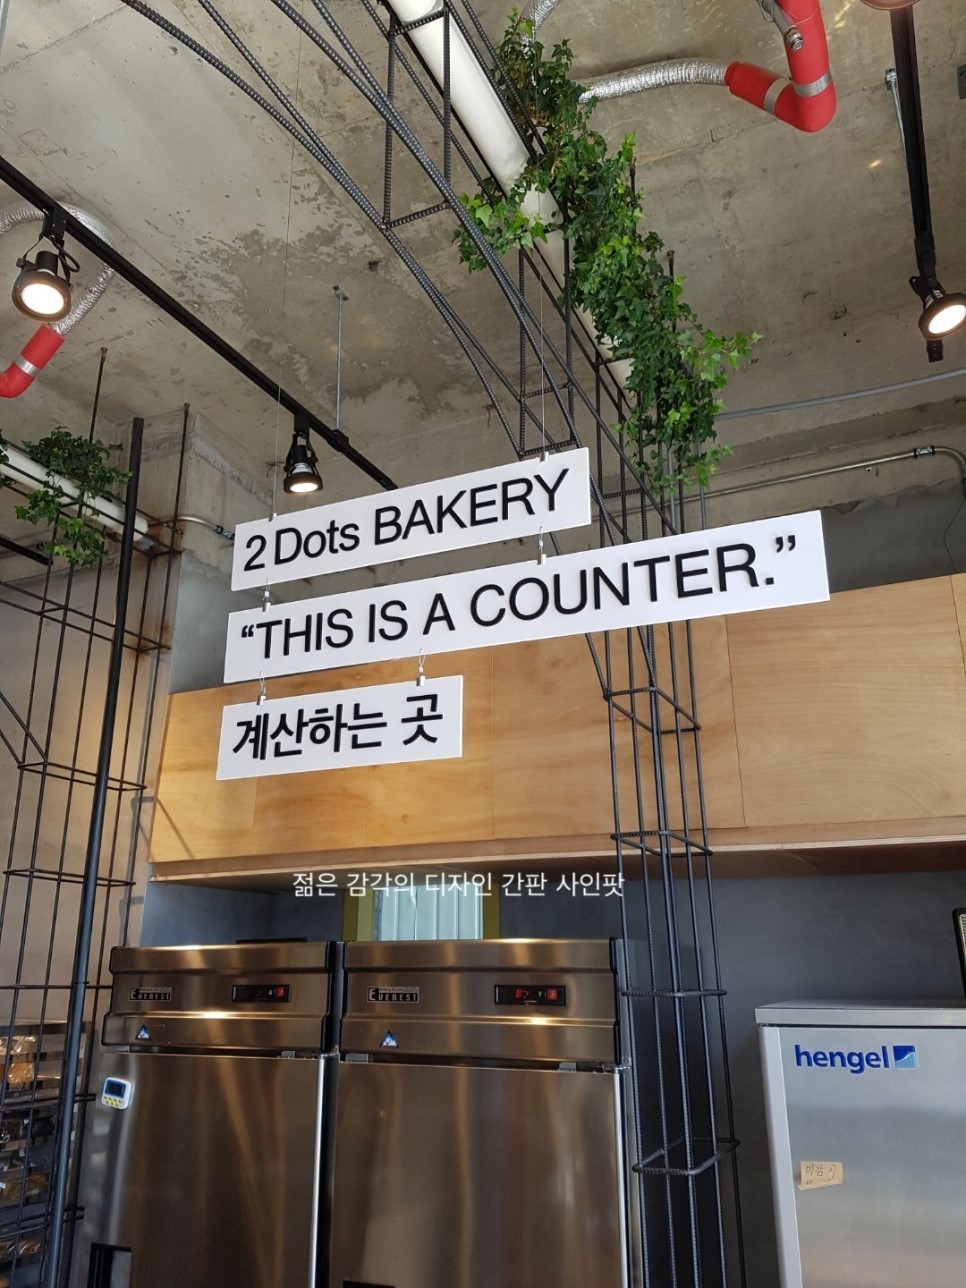 2 Dots BAKERY
“THIS IS A COUNTER.”
계산하는 곳
젊은 감각의 디자인 간판 사인팟
EVEREST
EVEREST
hengel